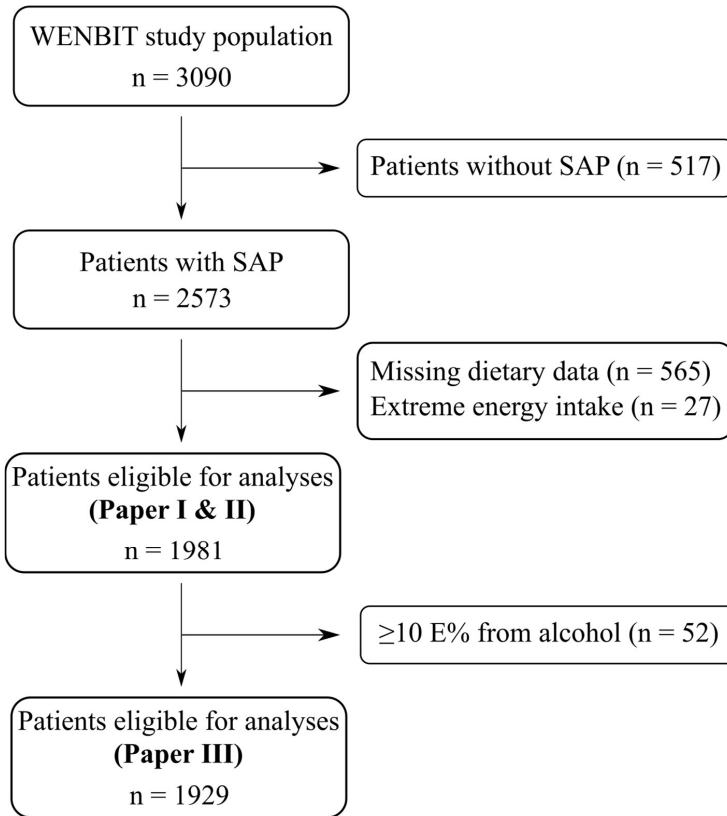 WENBIT study population
n = 3090
Patients without SAP (n = 517)
Patients with SAP
n = 2573
Missing dietary data (n = 565)
Extreme energy intake (n = 27)
Patients eligible for analyses
(Paper I & II)
n = 1981
≥10 E% from alcohol (n = 52)
Patients eligible for analyses
(Paper III)
n = 1929